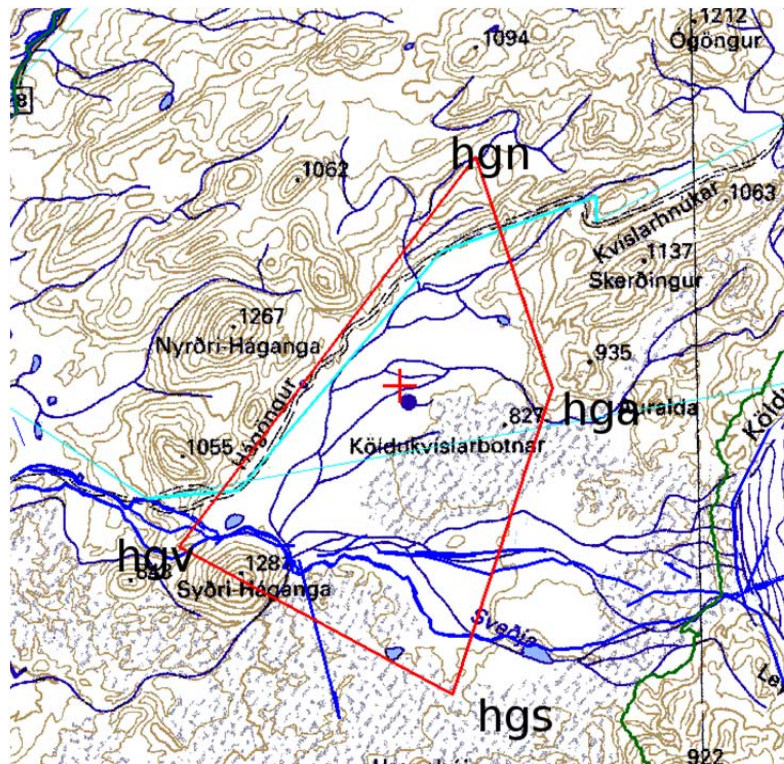 1212
Ógöngur
1094
8
hgn
1062
1063
Kvíslarhnúkar
1137
Skerðingur
1267
Nyrðri-Háganga
935
Hágöngur
827
hga
Köldukvíslarbotnar
1055
hgv
Syðri-Háganga
Sveðja
hgs
922